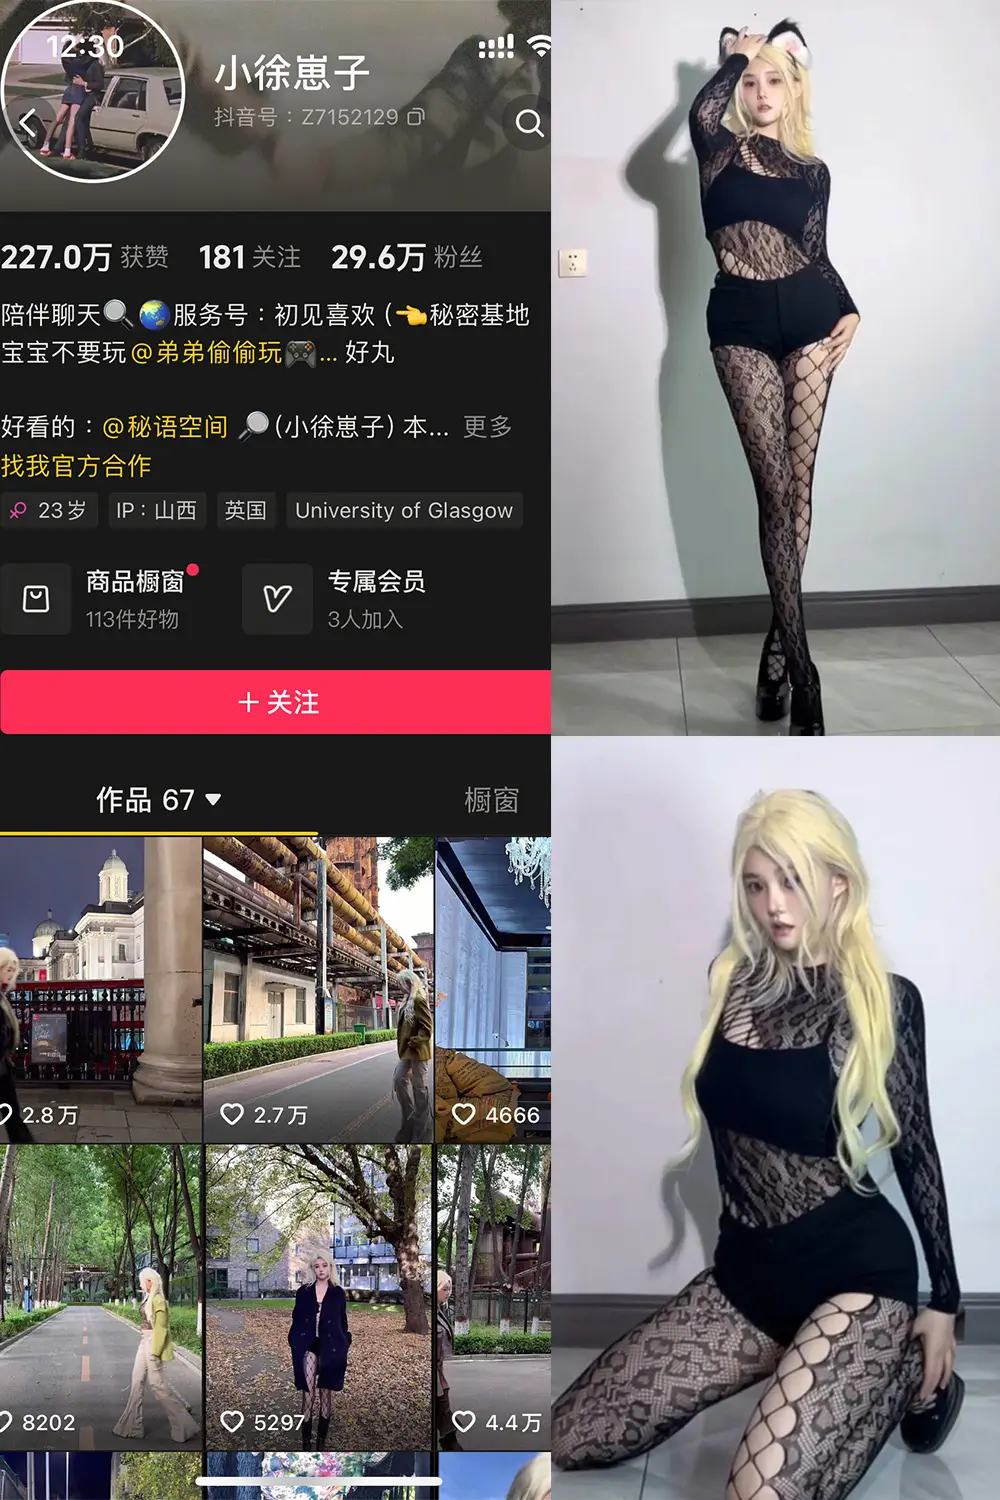 12:30
小徐崽子
抖音号：Z7152129
227.0万 获赞 181 关注 29.6万 粉丝
陪伴聊天🔍🌏服务号：初见喜欢 (👈秘密基地
宝宝不要玩@弟弟偷偷玩🎮... 好丸
好看的：@秘语空间 🔎(小徐崽子) 本... 更多
找我官方合作
♀ 23岁 IP：山西 英国 University of Glasgow
商品橱窗 专属会员
113件好物 3人加入
+ 关注
作品 67 ▼ 橱窗
2.8万 2.7万 4666
8202 5297 4.4万